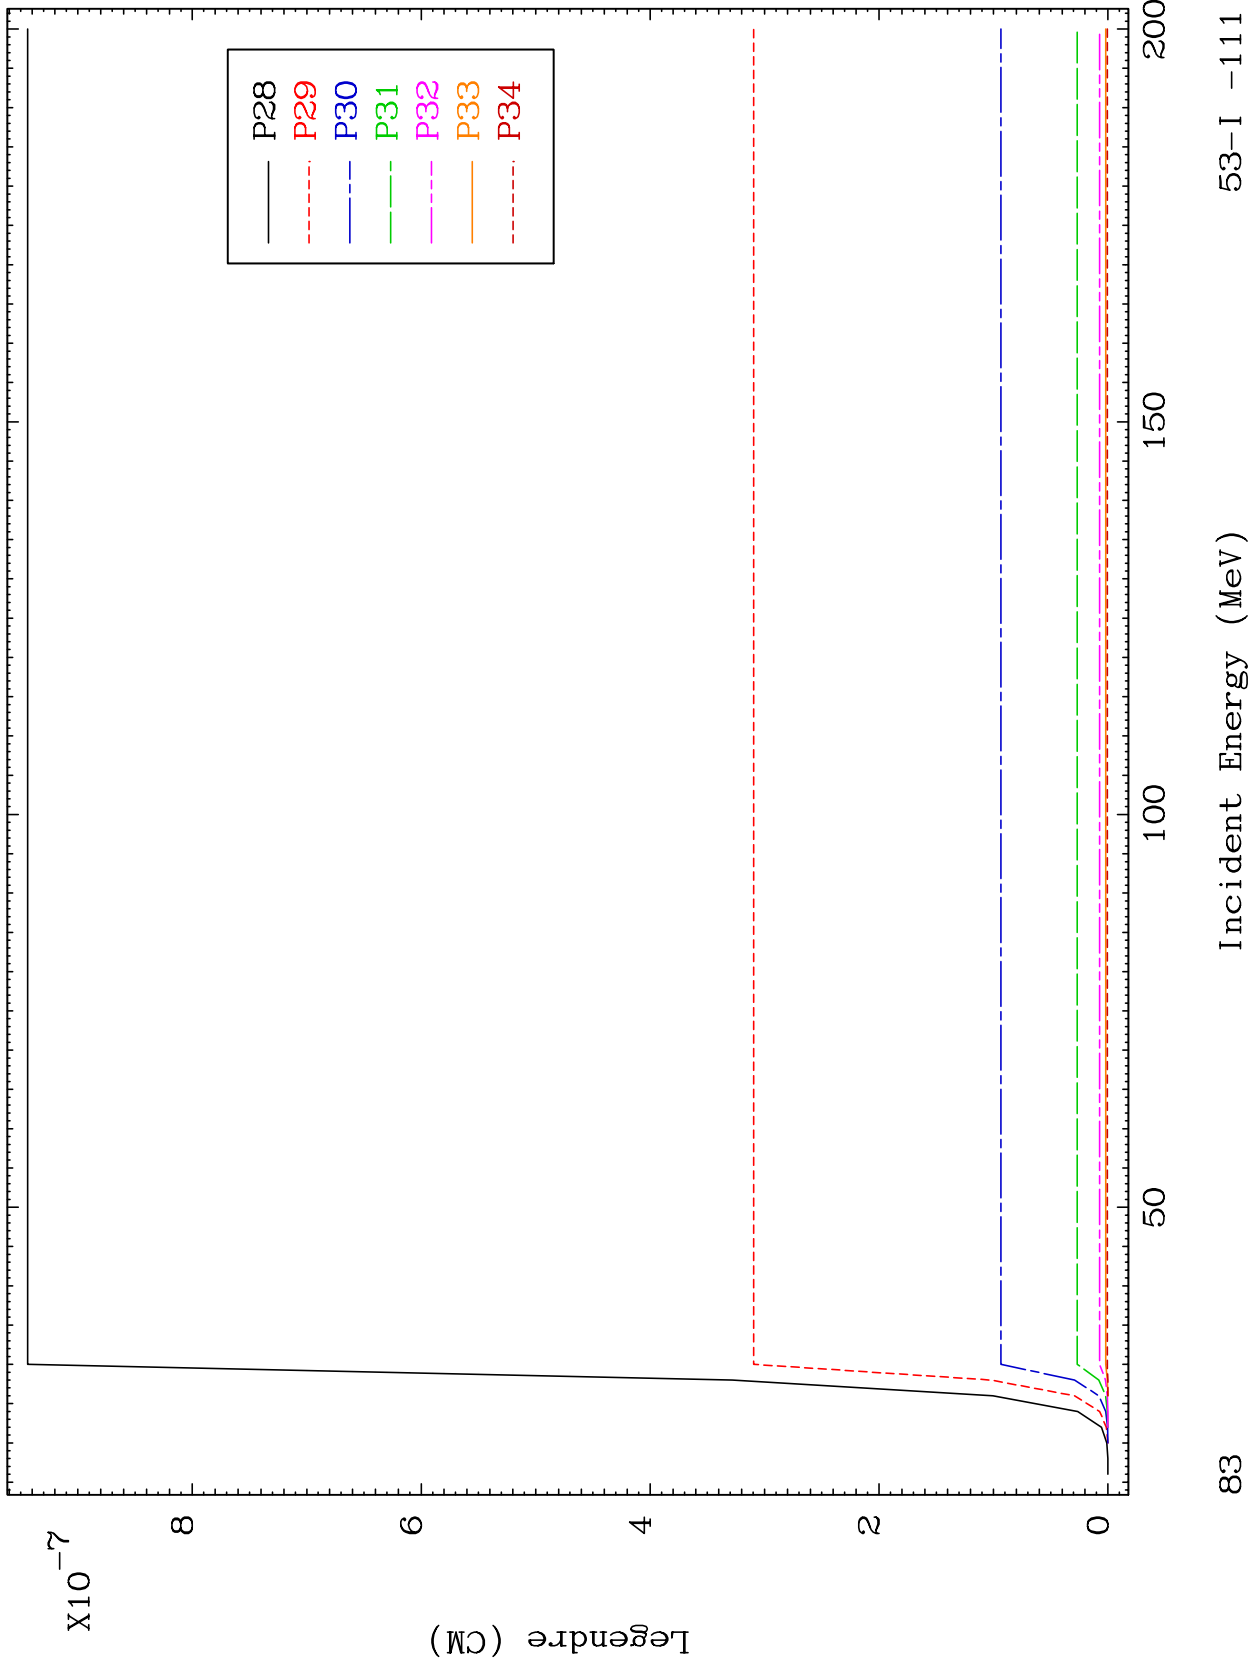 X10-7
8
6
4
2
0
Legendre (CM)
P28
P29
P30
P31
P32
P33
P34
50
100
150
200
Incident Energy (MeV)
83
53-I -111